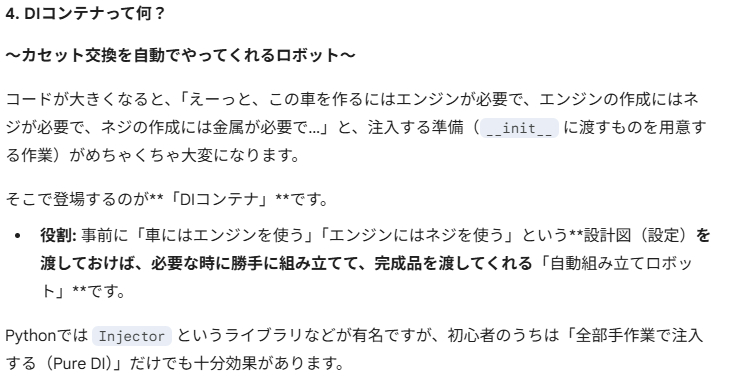 4. DIコンテナって何？
〜カセット交換を自動でやってくれるロボット〜
コードが大きくなると、「えーっと、この車を作るにはエンジンが必要で、エンジンの作成にはネ
ジが必要で、ネジの作成には金属が必要で...」と、注入する準備（ __init__ に渡すものを用意す
る作業）がめちゃくちゃ大変になります。
そこで登場するのが**「DIコンテナ」**です。
• 役割: 事前に「車にはエンジンを使う」「エンジンにはネジを使う」という**設計図（設定）を
渡しておけば、必要な時に勝手に組み立てて、完成品を渡してくれる「自動組み立てロボッ
ト」**です。
Pythonでは Injector というライブラリなどが有名ですが、初心者のうちは「全部手作業で注入
する（Pure DI）」だけでも十分効果があります。